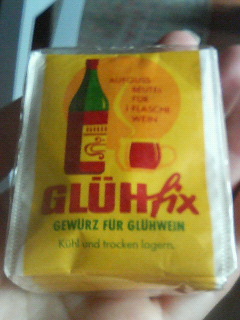 AUFGUSS-
BEUTEL
FÜR
1 FLASCHE
WEIN
GLÜHfix
GEWÜRZ FÜR GLÜHWEIN
Kühl und trocken lagern.